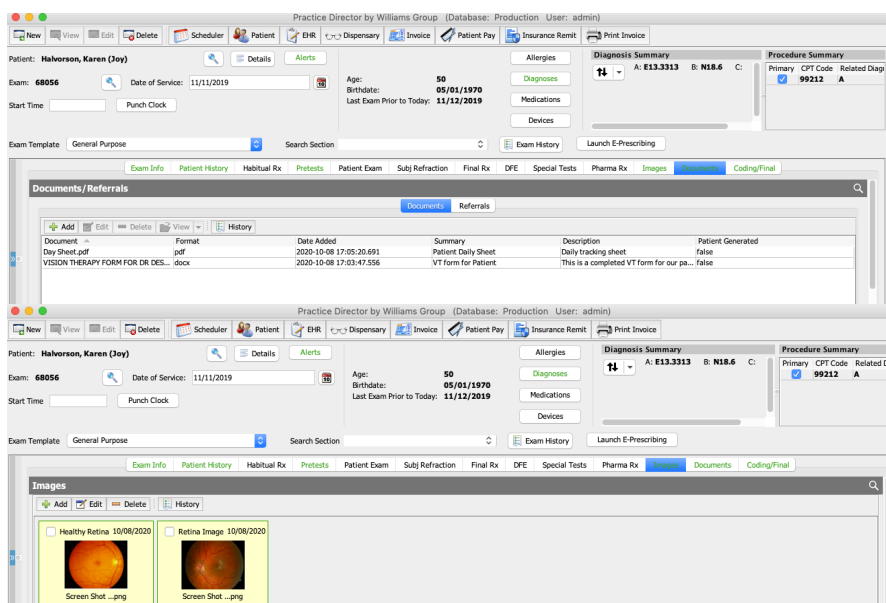 Practice Director by Williams Group (Database: Production User: admin)
New View Edit Delete Scheduler Patient EHR Dispensary Invoice Patient Pay Insurance Remit Print Invoice
Patient: Halvorson, Karen (Joy) Details Alerts Allergies Diagnosis Summary Procedure Summary
A: E13.3313 B: N18.6 C: Primary CPT Code Related Diagi
Exam: 68056 Date of Service: 11/11/2019 Age: 50 Diagnoses 99212 A
Birthdate: 05/01/1970
Start Time Punch Clock Last Exam Prior to Today: 11/12/2019 Medications
Devices
Exam Template General Purpose Search Section Exam History Launch E-Prescribing
Exam Info Patient History Habitual Rx Pretests Patient Exam Subj Refraction Final Rx DFE Special Tests Pharma Rx Images Documents Coding/Final
Documents/Referrals
Documents Referrals
Add Edit Delete View History
Document Format Date Added Summary Description Patient Generated
Day Sheet.pdf pdf 2020-10-08 17:05:20.691 Patient Daily Sheet Daily tracking sheet false
VISION THERAPY FORM FOR DR DES... docx 2020-10-08 17:03:47.556 VT form for Patient This is a completed VT form for our pa... false
Practice Director by Williams Group (Database: Production User: admin)
New View Edit Delete Scheduler Patient EHR Dispensary Invoice Patient Pay Insurance Remit Print Invoice
Patient: Halvorson, Karen (Joy) Details Alerts Allergies Diagnosis Summary Procedure Summary
A: E13.3313 B: N18.6 C: Primary CPT Code Related D
Exam: 68056 Date of Service: 11/11/2019 Age: 50 Diagnoses 99212 A
Birthdate: 05/01/1970
Start Time Punch Clock Last Exam Prior to Today: 11/12/2019 Medications
Devices
Exam Template General Purpose Search Section Exam History Launch E-Prescribing
Exam Info Patient History Habitual Rx Pretests Patient Exam Subj Refraction Final Rx DFE Special Tests Pharma Rx Images Documents Coding/Final
Images
Add Edit Delete History
Healthy Retina 10/08/2020 Retina Image 10/08/2020
Screen Shot ...png Screen Shot ...png